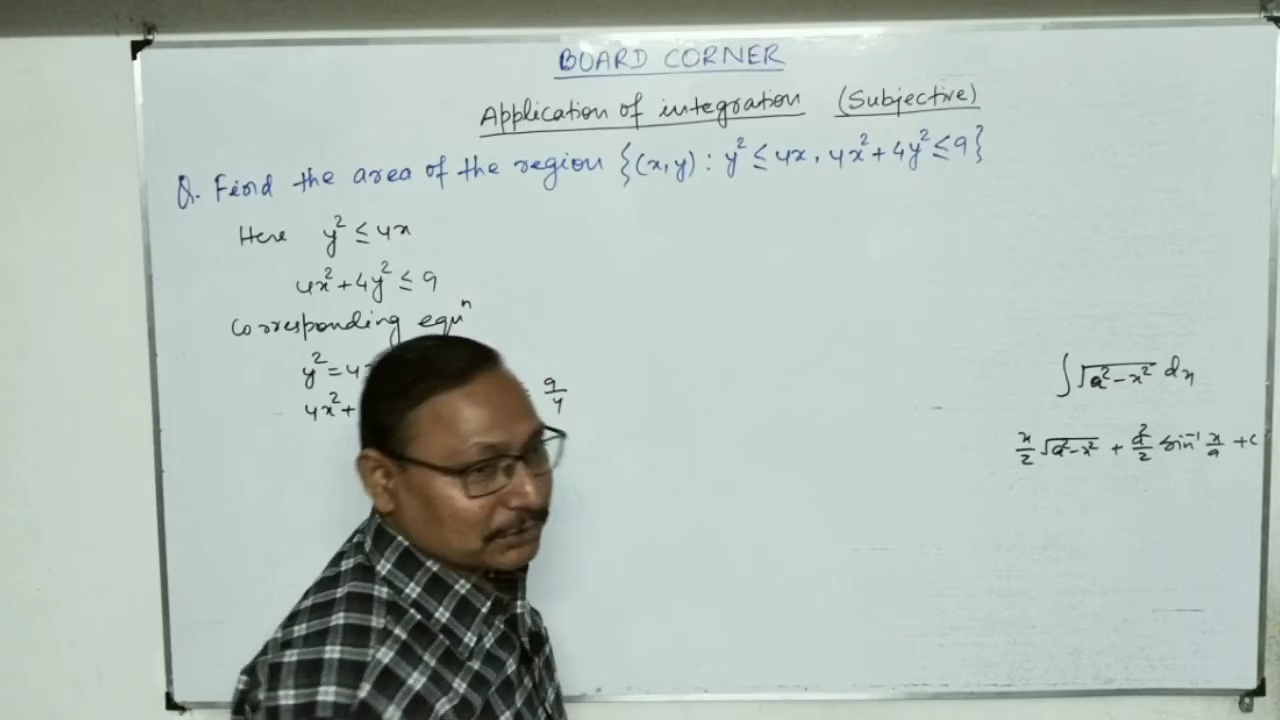 BOARD CORNER
Application of integration (Subjective)
Q. Find the area of the region {(x,y) : y² ≤ 4x, 4x² + 4y² ≤ 9}
Here y² ≤ 4x
4x² + 4y² ≤ 9
Corresponding equⁿ
y² = 4
4x² + 9/4
∫√(a² - x²) dx
x/2 √(a² - x²) + a²/2 sin⁻¹ x/a + c